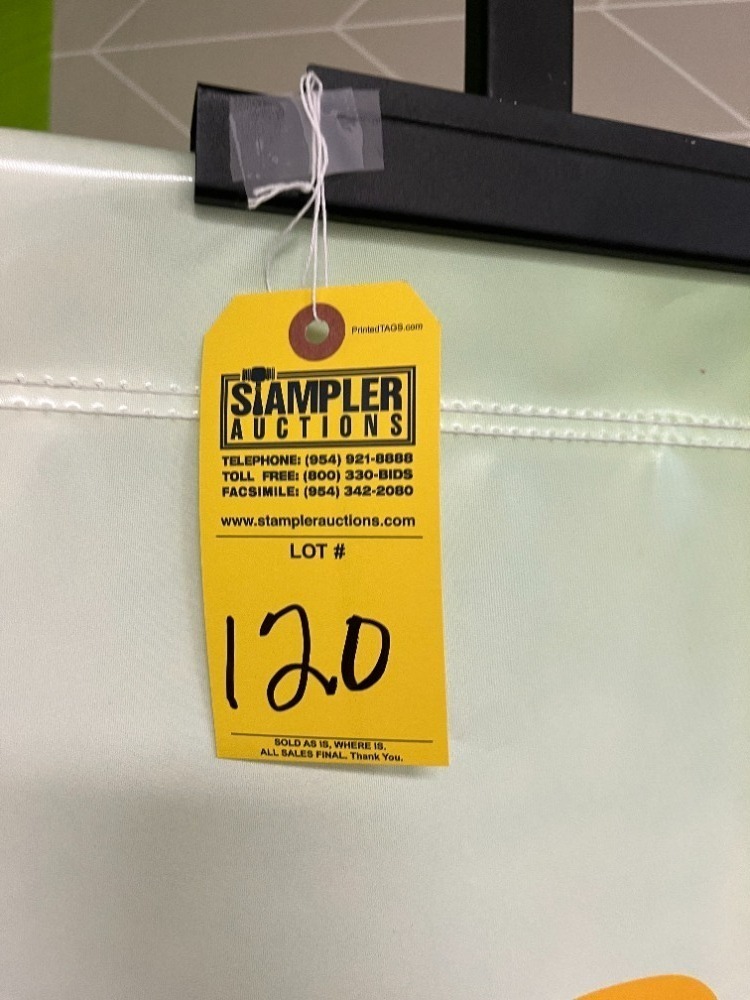 PrintedTAGS.com
STAMPLER
AUCTIONS
TELEPHONE: (954) 921-8888
TOLL FREE: (800) 330-BIDS
FACSIMILE: (954) 342-2080
www.stamplerauctions.com
LOT #
120
SOLD AS IS, WHERE IS.
ALL SALES FINAL. Thank You.